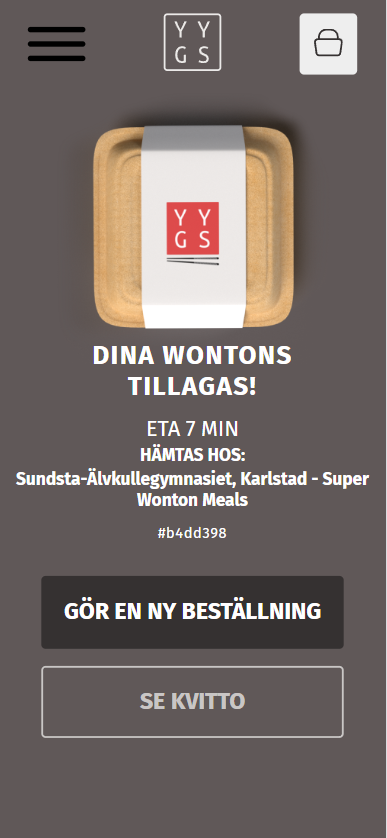 Y Y
G S
Y Y
G S
DINA WONTONS
TILLAGAS!
ETA 7 MIN
HÄMTAS HOS:
Sundsta-Älvkullegymnasiet, Karlstad - Super
Wonton Meals
#b4dd398
GÖR EN NY BESTÄLLNING
SE KVITTO